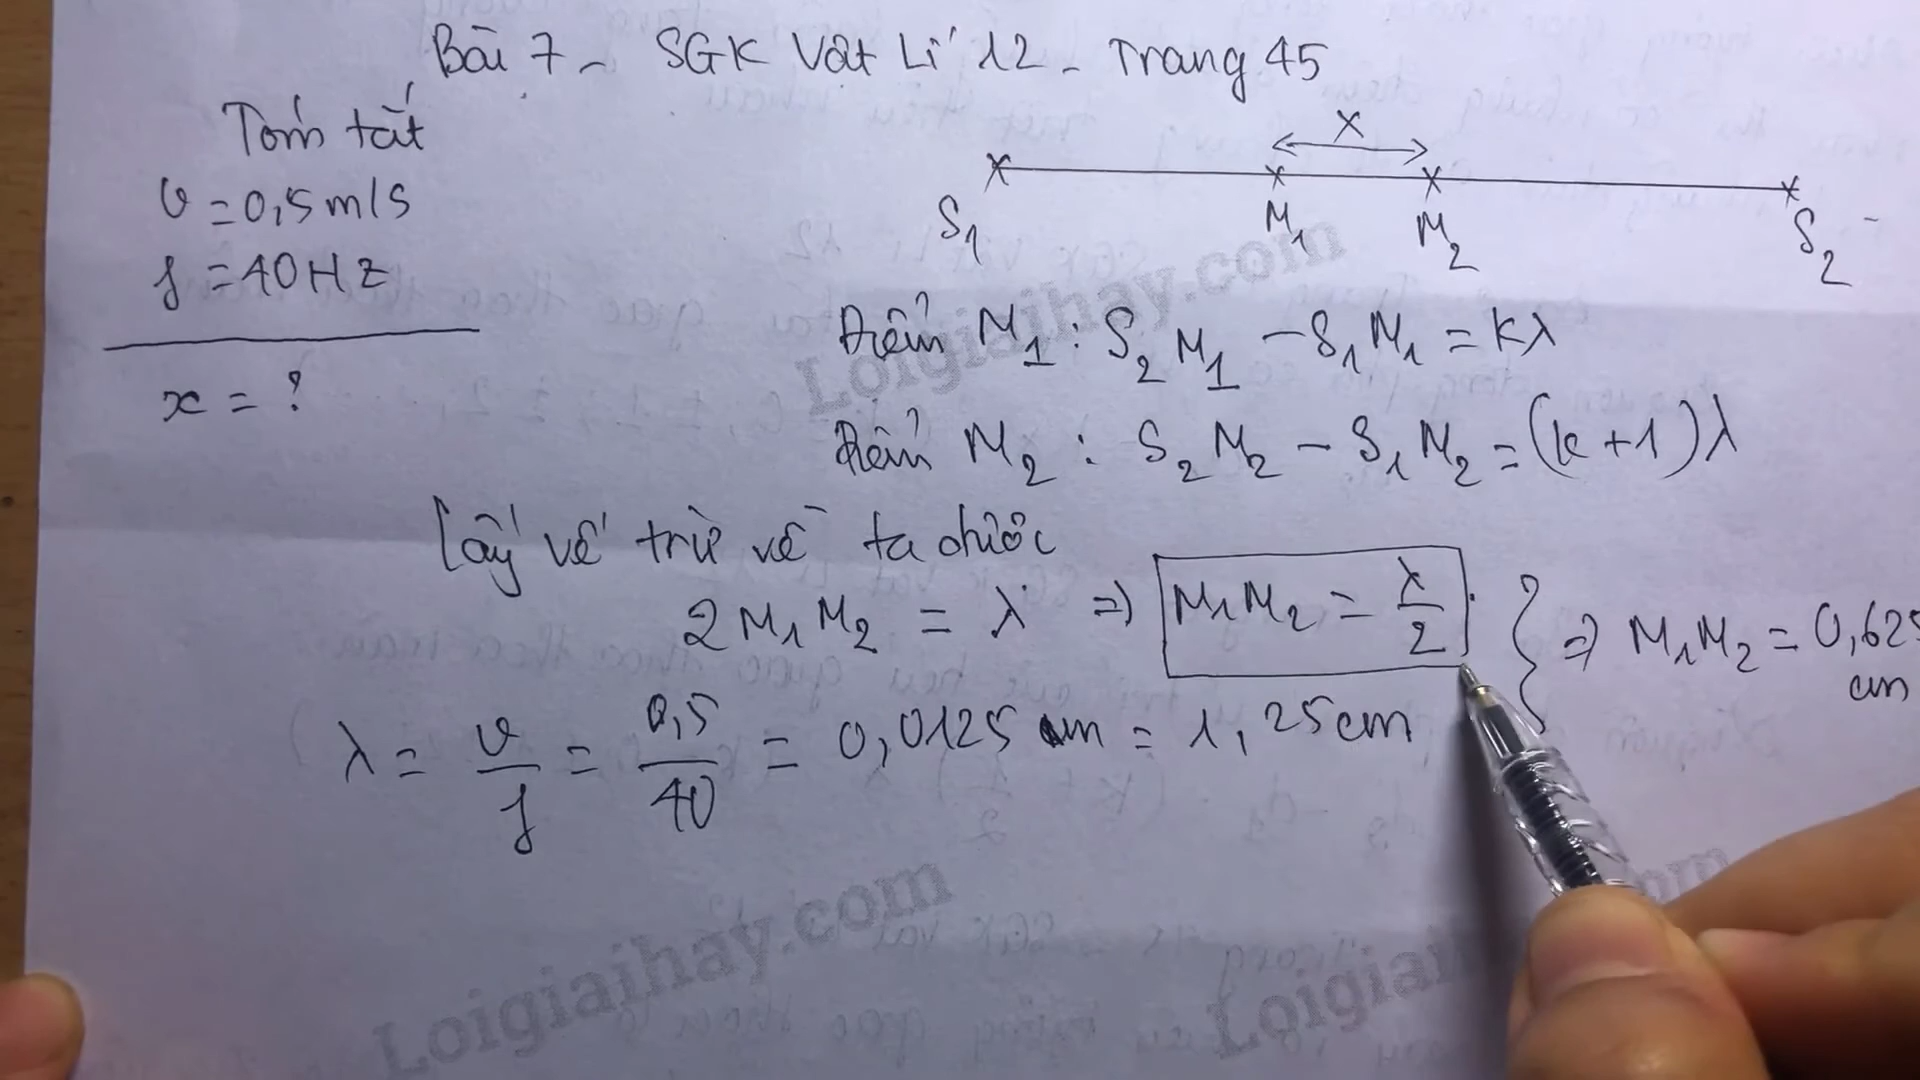 Bài 7 - SGK Vật Lí 12 - Trang 45
Tóm tắt
v = 0,5 m/s
f = 40 Hz
x = ?
x
S1 M1 M2 S2
Điểm M1 : S2M1 - S1M1 = kλ
Điểm M2 : S2M2 - S1M2 = (k+1)λ
Lấy vế trừ vế ta được
2M1M2 = λ => M1M2 = λ/2 } => M1M2 = 0,625 cm
λ = v/f = 0,5/40 = 0,0125 m = 1,25 cm
Loigiaihay.com
Loigiaihay.com